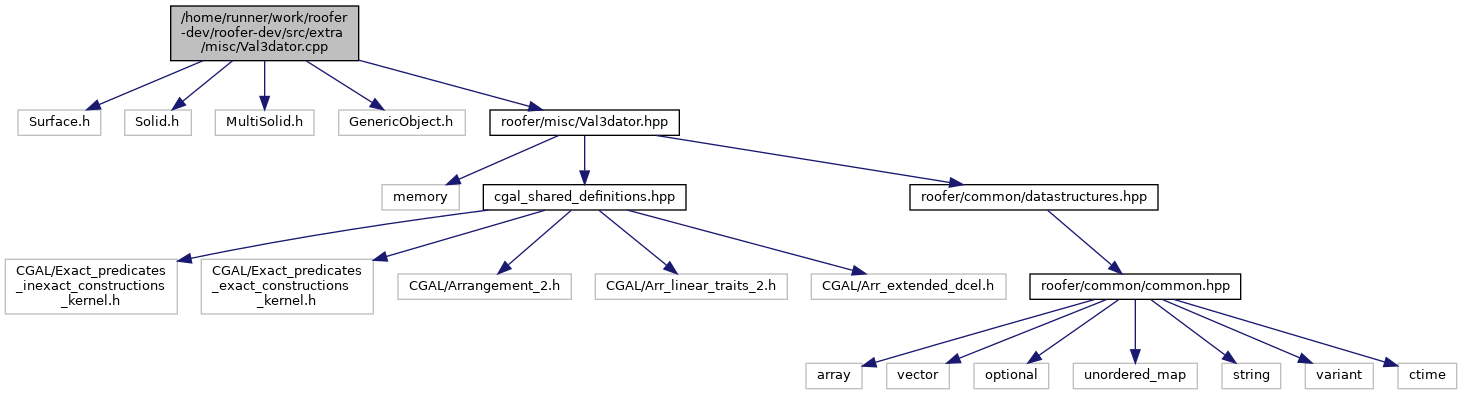 /home/runner/work/roofer
-dev/roofer-dev/src/extra
/misc/Val3dator.cpp
Surface.h
Solid.h
MultiSolid.h
GenericObject.h
roofer/misc/Val3dator.hpp
memory
cgal_shared_definitions.hpp
roofer/common/datastructures.hpp
CGAL/Exact_predicates
_inexact_constructions
_kernel.h
CGAL/Exact_predicates
_exact_constructions
_kernel.h
CGAL/Arrangement_2.h
CGAL/Arr_linear_traits_2.h
CGAL/Arr_extended_dcel.h
roofer/common/common.hpp
array
vector
optional
unordered_map
string
variant
ctime